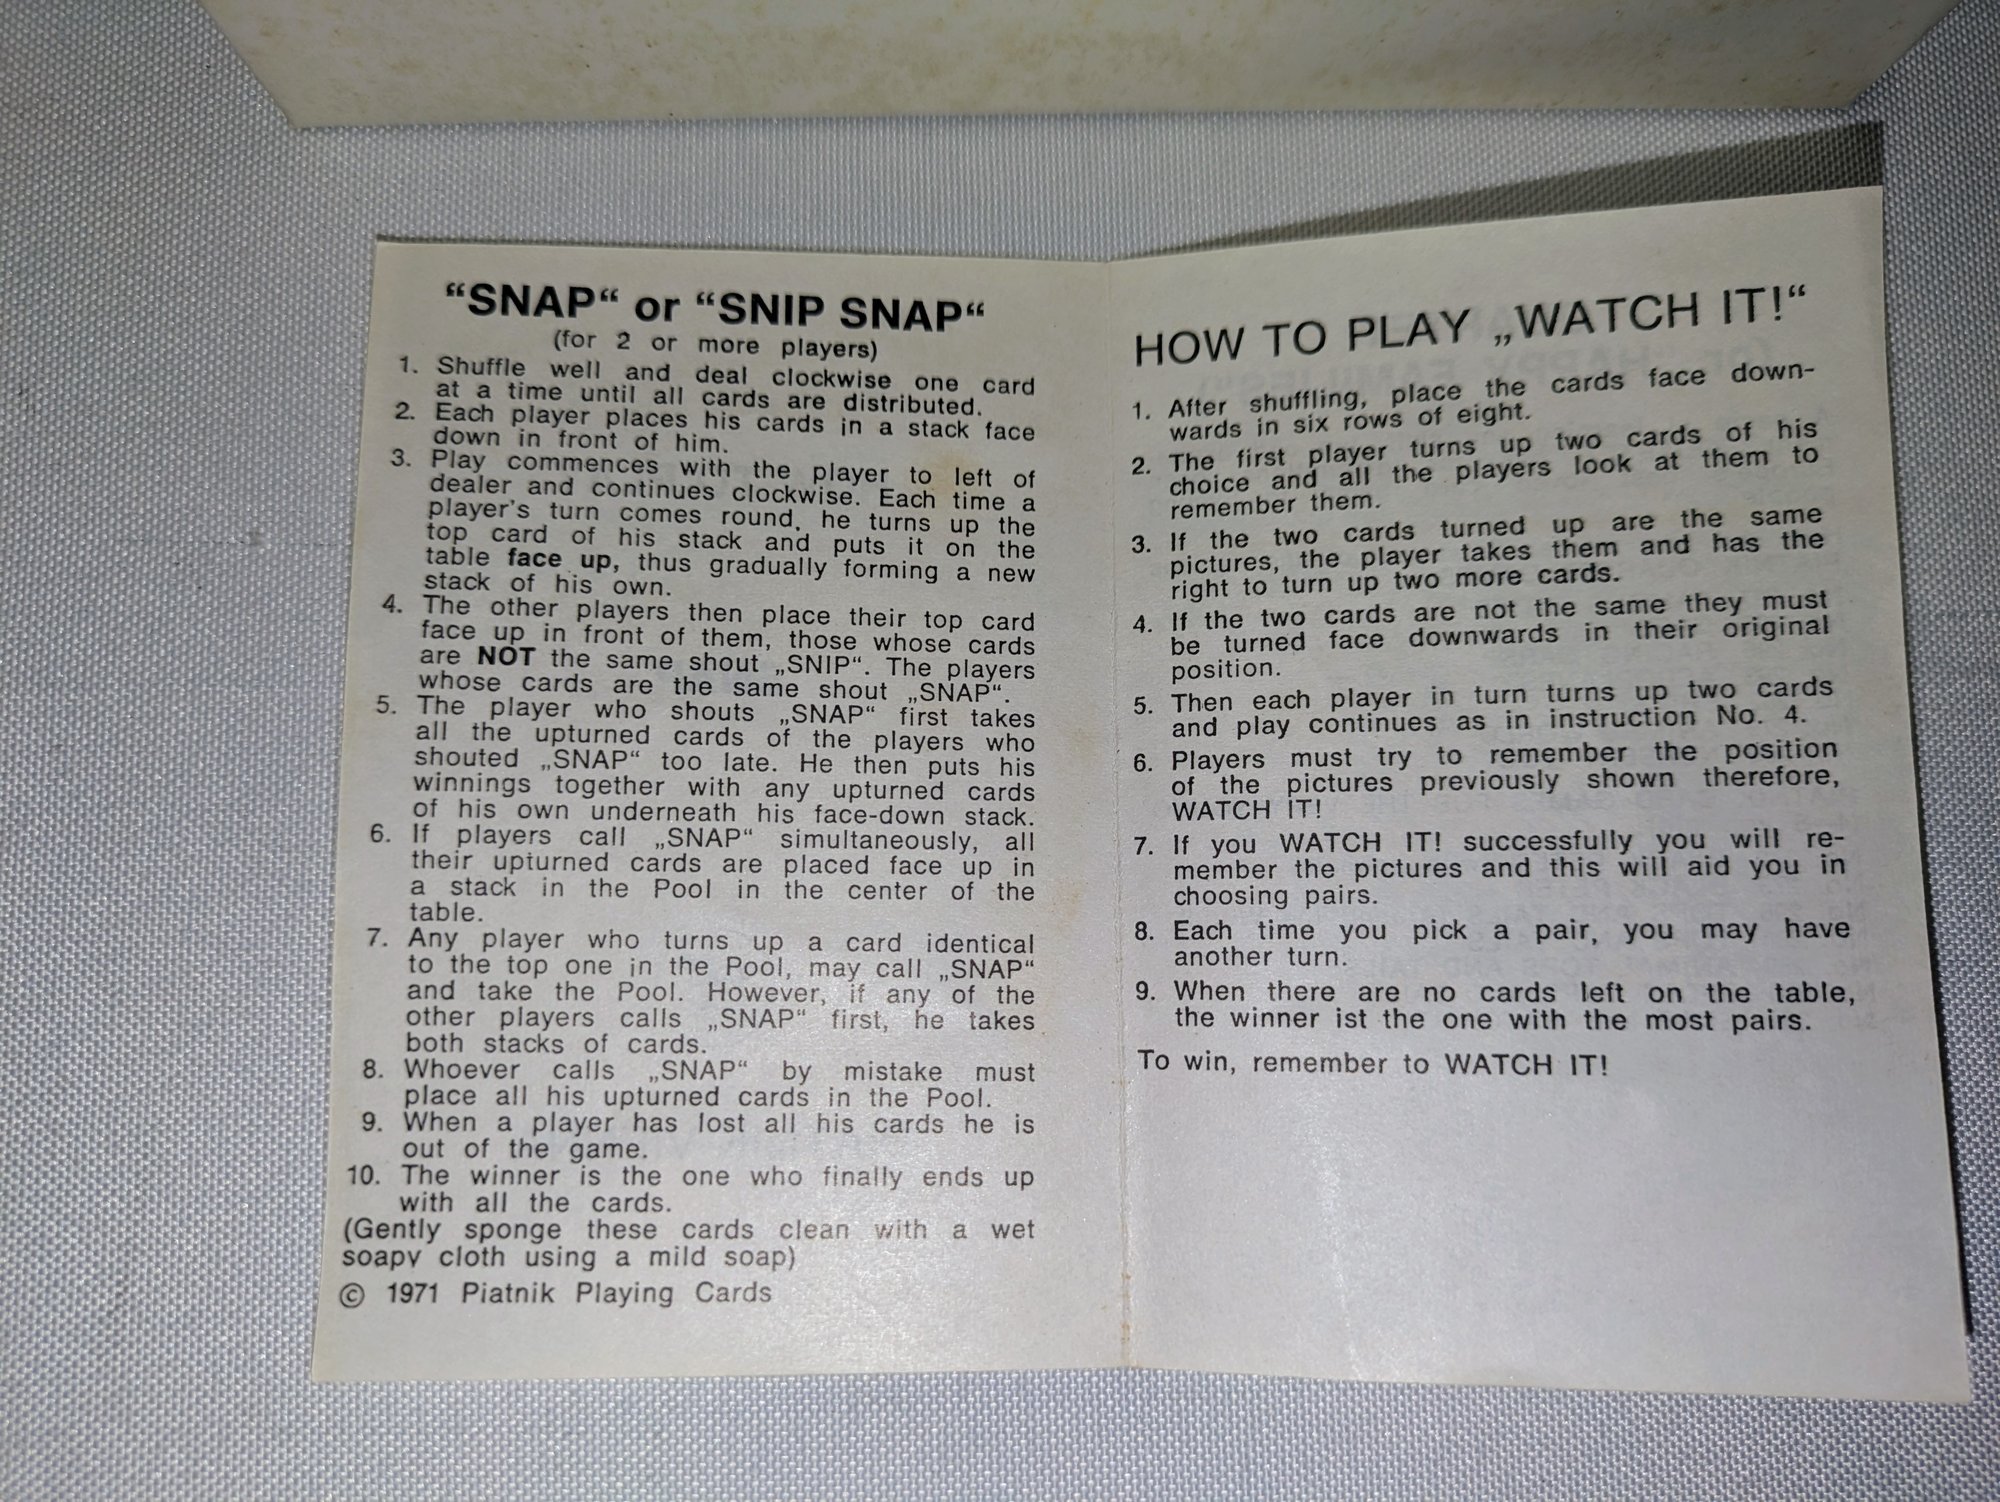 “SNAP“ or “SNIP SNAP“
(for 2 or more players)
1. Shuffle well and deal clockwise one card
at a time until all cards are distributed.
2. Each player places his cards in a stack face
down in front of him.
3. Play commences with the player to left of
dealer and continues clockwise. Each time a
player's turn comes round, he turns up the
top card of his stack and puts it on the
table face up, thus gradually forming a new
stack of his own.
4. The other players then place their top card
face up in front of them, those whose cards
are NOT the same shout „SNIP“. The players
whose cards are the same shout „SNAP“.
5. The player who shouts „SNAP“ first takes
all the upturned cards of the players who
shouted „SNAP“ too late. He then puts his
winnings together with any upturned cards
of his own underneath his face-down stack.
6. If players call „SNAP“ simultaneously, all
their upturned cards are placed face up in
a stack in the Pool in the center of the
table.
7. Any player who turns up a card identical
to the top one in the Pool, may call „SNAP“
and take the Pool. However, if any of the
other players calls „SNAP“ first, he takes
both stacks of cards.
8. Whoever calls „SNAP“ by mistake must
place all his upturned cards in the Pool.
9. When a player has lost all his cards he is
out of the game.
10. The winner is the one who finally ends up
with all the cards.
(Gently sponge these cards clean with a wet
soapy cloth using a mild soap)
© 1971 Piatnik Playing Cards
HOW TO PLAY „WATCH IT!“
1. After shuffling, place the cards face down-
wards in six rows of eight.
2. The first player turns up two cards of his
choice and all the players look at them to
remember them.
3. If the two cards turned up are the same
pictures, the player takes them and has the
right to turn up two more cards.
4. If the two cards are not the same they must
be turned face downwards in their original
position.
5. Then each player in turn turns up two cards
and play continues as in instruction No. 4.
6. Players must try to remember the position
of the pictures previously shown therefore,
WATCH IT!
7. If you WATCH IT! successfully you will re-
member the pictures and this will aid you in
choosing pairs.
8. Each time you pick a pair, you may have
another turn.
9. When there are no cards left on the table,
the winner ist the one with the most pairs.
To win, remember to WATCH IT!